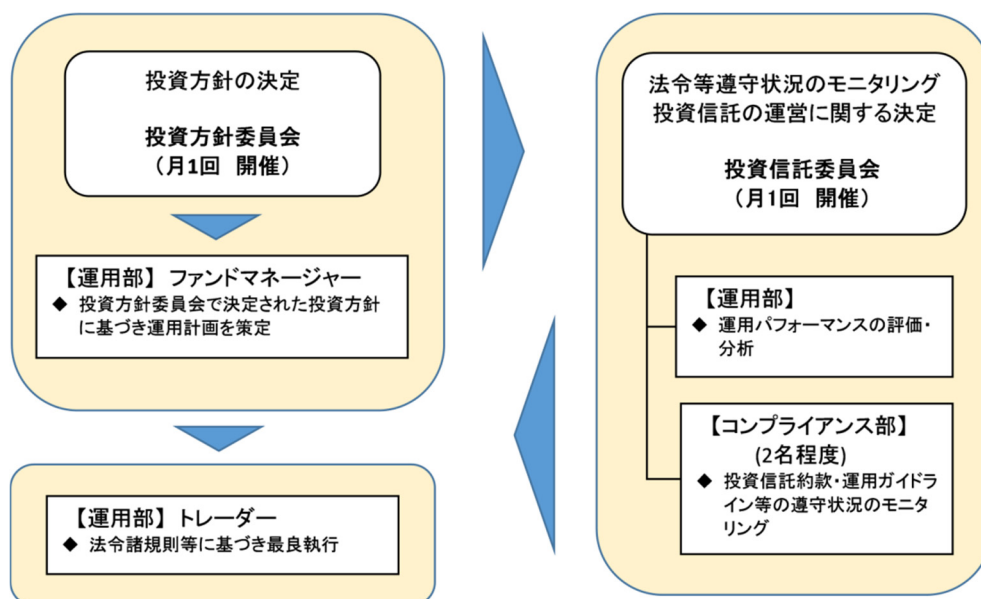 投資方針の決定
投資方針委員会
（月1回　開催）
【運用部】 ファンドマネージャー
◆ 投資方針委員会で決定された投資方針
に基づき運用計画を策定
【運用部】 トレーダー
◆ 法令諸規則等に基づき最良執行
法令等遵守状況のモニタリング
投資信託の運営に関する決定
投資信託委員会
（月1回　開催）
【運用部】
◆ 運用パフォーマンスの評価・
分析
【コンプライアンス部】
(2名程度)
◆ 投資信託約款・運用ガイドラ
イン等の遵守状況のモニタ
リング